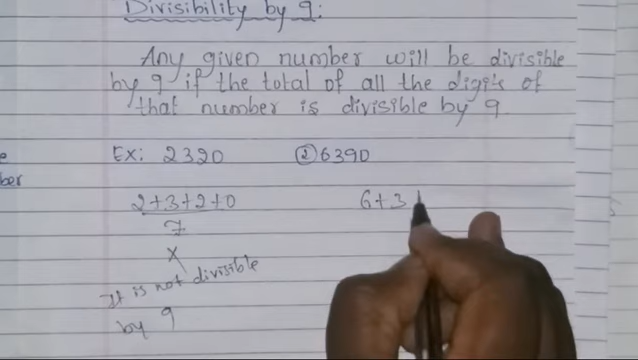 Divisibility by 9:
Any given number will be divisible
by 9 if the total of all the digits of
that number is divisible by 9
e
ber
Ex: 2320 ② 6390
2+3+2+0 6+3
7
X
It is not divisible
by 9